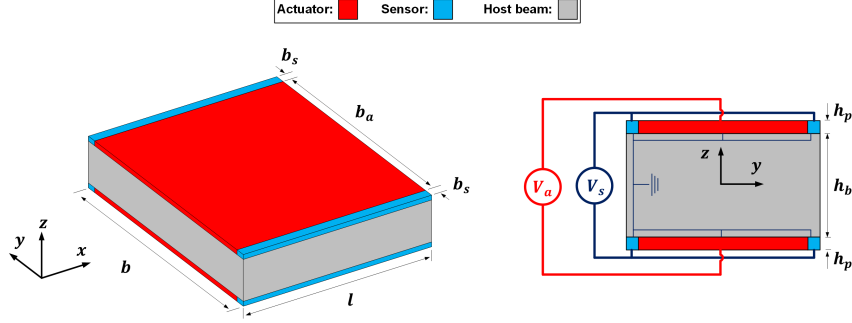 Actuator: Sensor: Host beam:
b_s
b_a
b_s
b
l
z
y
x
h_p
h_b
h_p
z
y
V_a
V_s